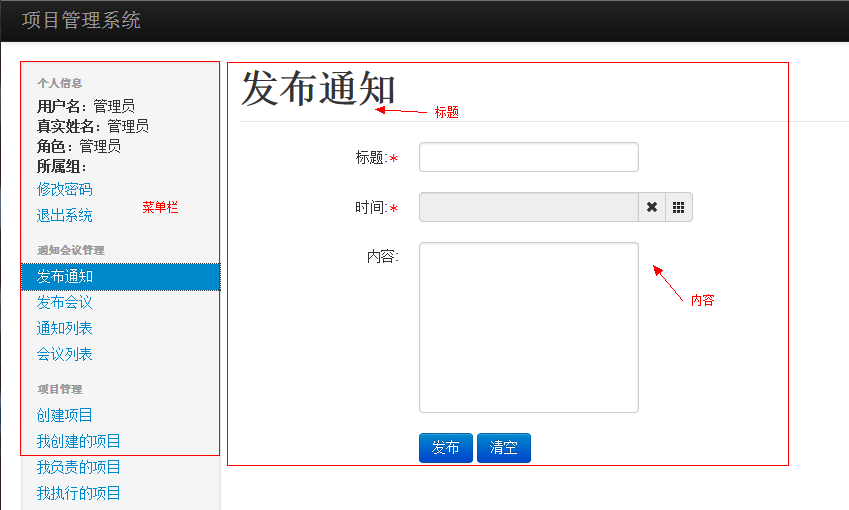 项目管理系统
个人信息
用户名：管理员
真实姓名：管理员
角色：管理员
所属组：
修改密码
退出系统
菜单栏
通知会议管理
发布通知
发布会议
通知列表
会议列表
项目管理
创建项目
我创建的项目
我负责的项目
我执行的项目
发布通知
标题
标题:*
时间:*
内容:
内容
发布 清空